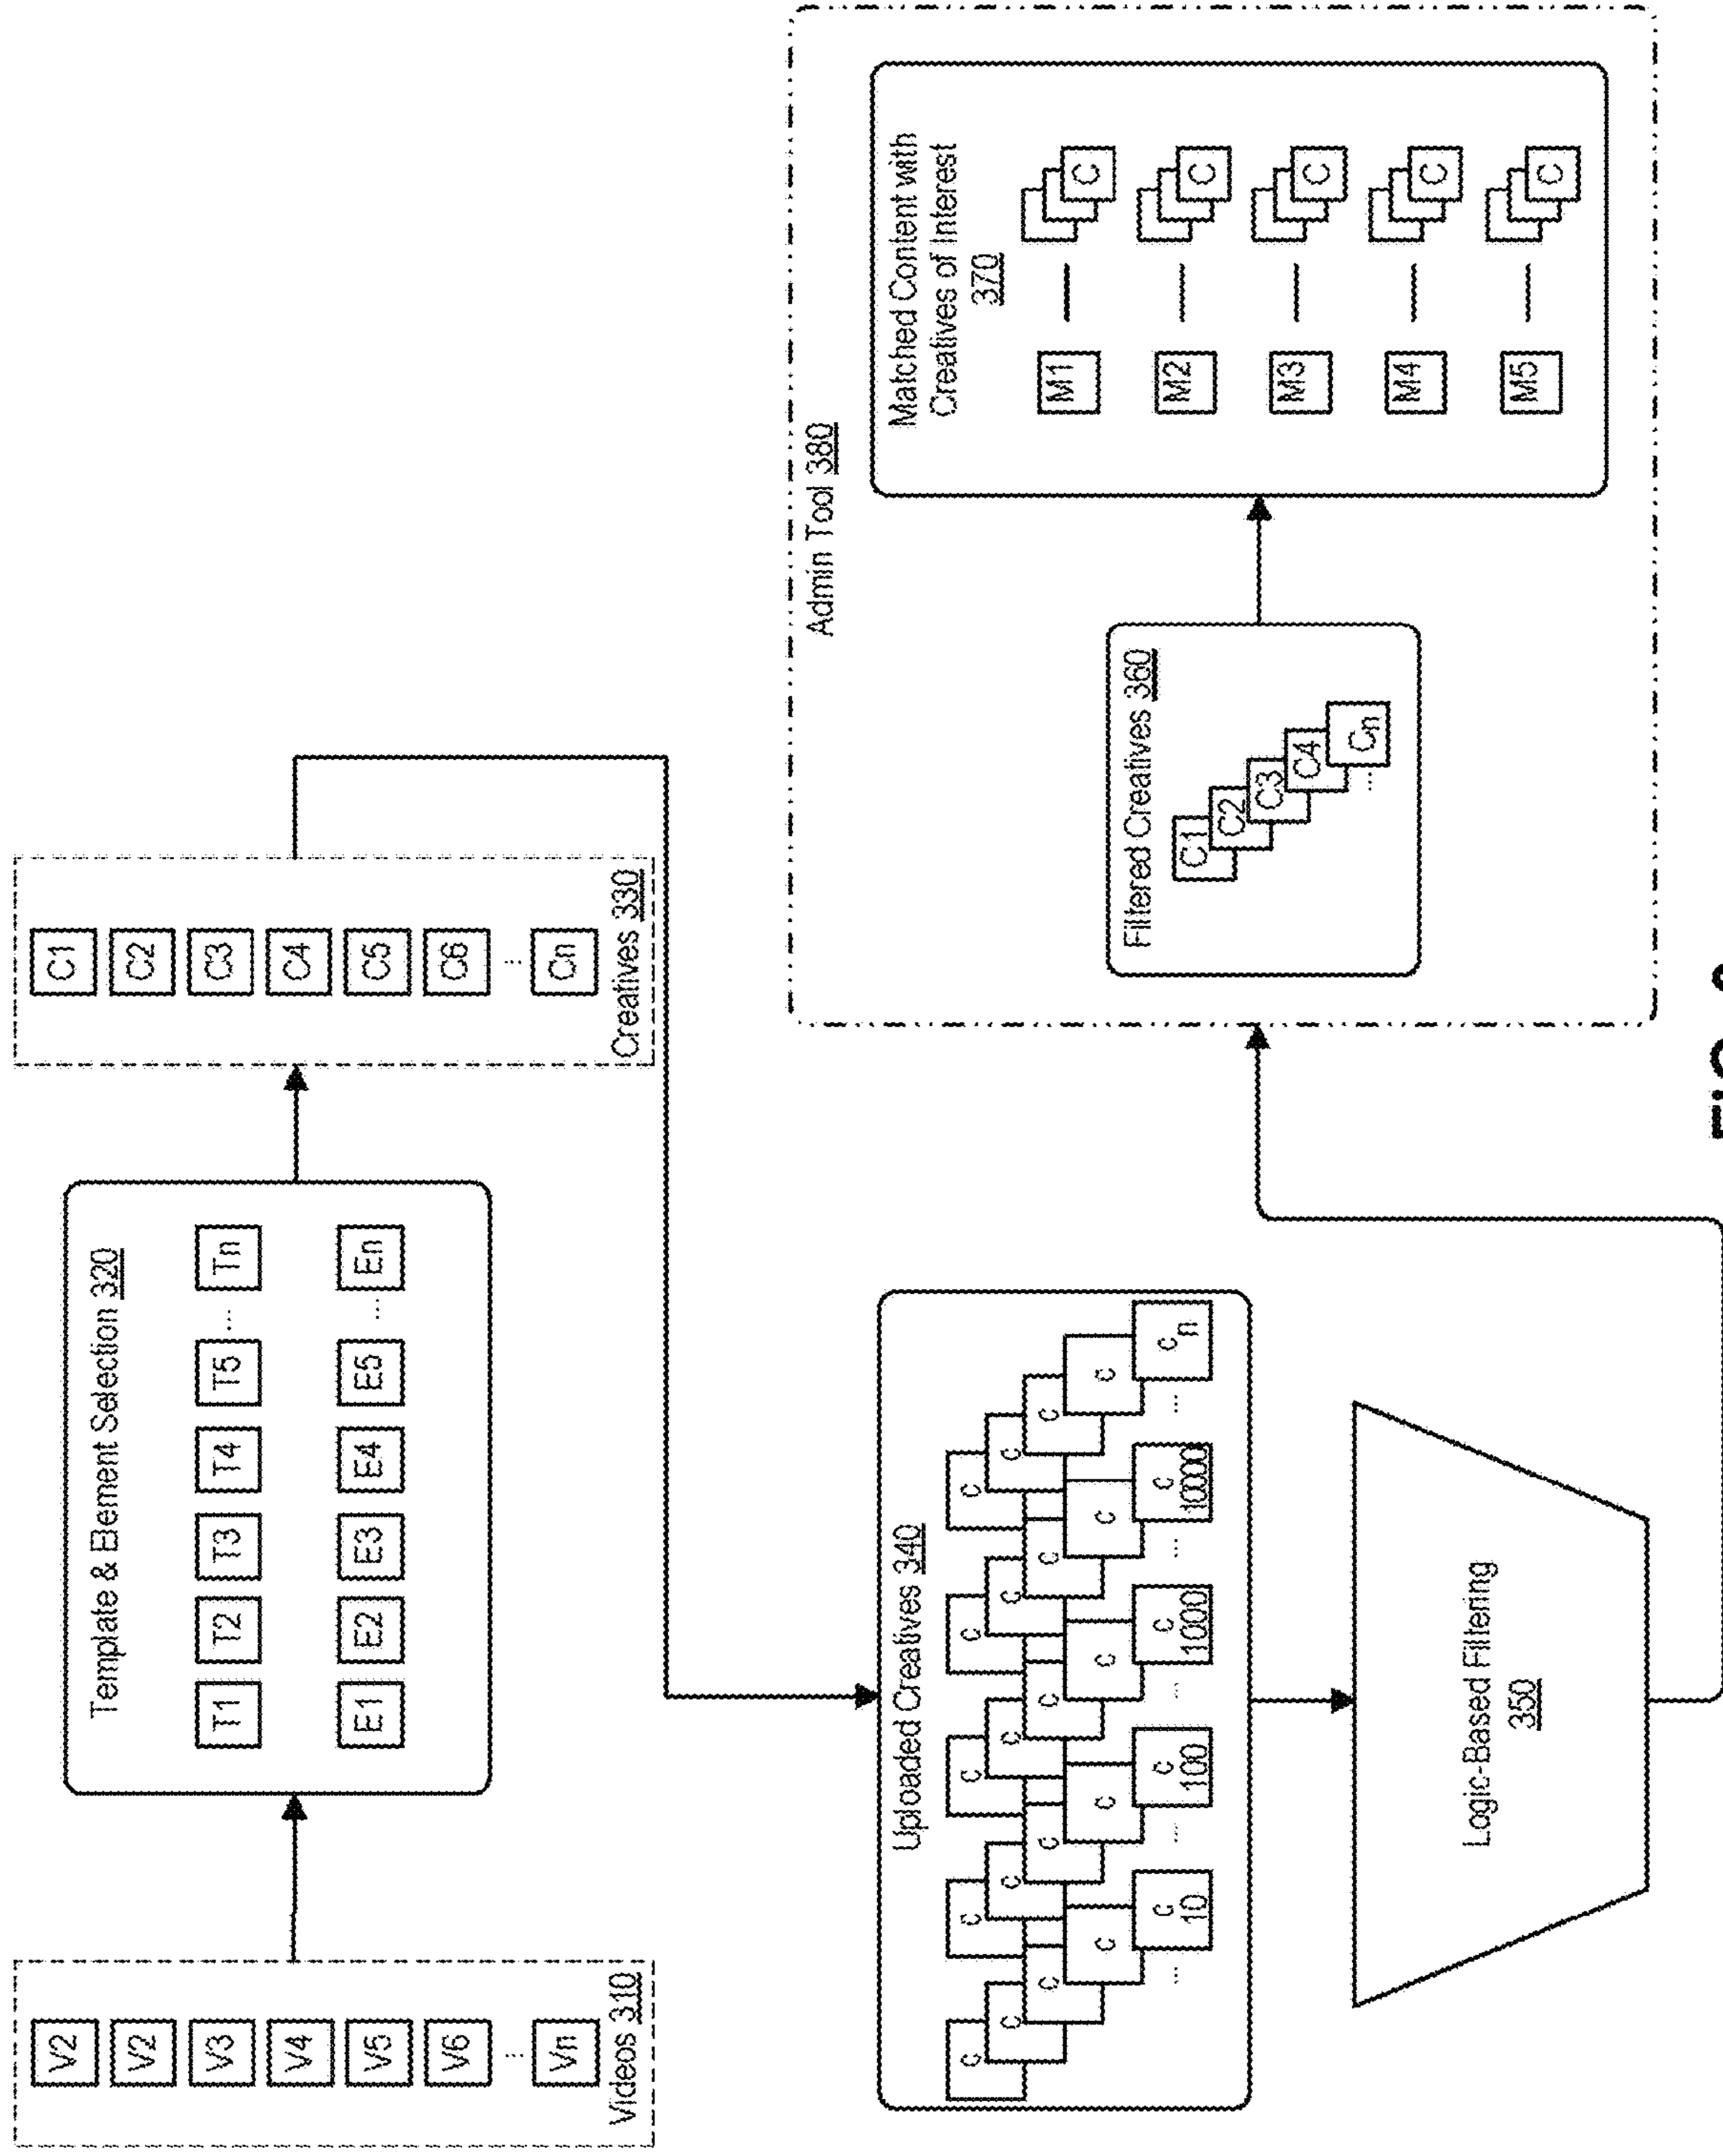 V2
V2
V3
V4
V5
V6
...
Vn
Videos 310
Template & Element Selection 320
T1 T2 T3 T4 T5 ... Tn
E1 E2 E3 E4 E5 ... En
C1
C2
C3
C4
C5
C6
...
Cn
Creatives 330
Uploaded Creatives 340
C C C C C
C C C C C
C C C C C
C C C C C
... C 10 ... C 100 ... C 1000 ... C 10000 ... C n
Logic-Based Filtering
350
Admin Tool 380
Filtered Creatives 360
C1
C2
C3
C4
... Cn
Matched Content with
Creatives of Interest
370
M1 — C
M2 — C
M3 — C
M4 — C
M5 — C